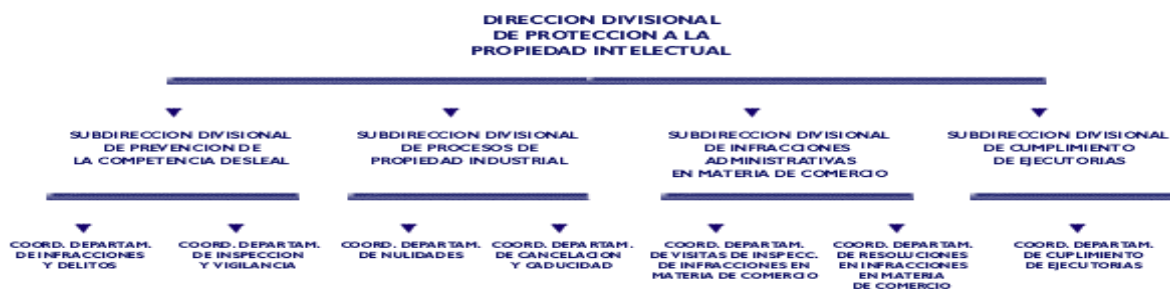 DIRECCION DIVISIONAL
DE PROTECCION A LA
PROPIEDAD INTELECTUAL
SUBDIRECCION DIVISIONAL
DE PREVENCION DE
LA COMPETENCIA DESLEAL
SUBDIRECCION DIVISIONAL
DE PROCESOS DE
PROPIEDAD INDUSTRIAL
SUBDIRECCION DIVISIONAL
DE INFRACCIONES
ADMINISTRATIVAS
EN MATERIA DE COMERCIO
SUBDIRECCION DIVISIONAL
DE CUMPLIMIENTO
DE EJECUTORIAS
COORD. DEPARTAM.
DE INFRACCIONES
Y DELITOS
COORD. DEPARTAM.
DE INSPECCION
Y VIGILANCIA
COORD. DEPARTAM.
DE NULIDADES
COORD. DEPARTAM.
DE CANCELACION
Y CADUCIDAD
COORD. DEPARTAM.
DE VISITAS DE INSPECC.
DE INFRACCIONES EN
MATERIA DE COMERCIO
COORD. DEPARTAM.
DE RESOLUCIONES
EN INFRACCIONES
EN MATERIA
DE COMERCIO
COORD. DEPARTAM.
DE CUPLIMIENTO
DE EJECUTORIAS